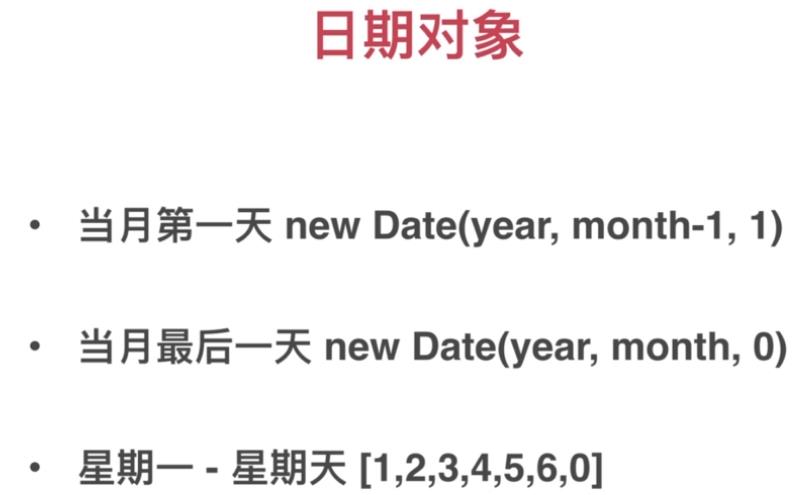 日期对象
• 当月第一天 new Date(year, month-1, 1)
• 当月最后一天 new Date(year, month, 0)
• 星期一 - 星期天 [1,2,3,4,5,6,0]